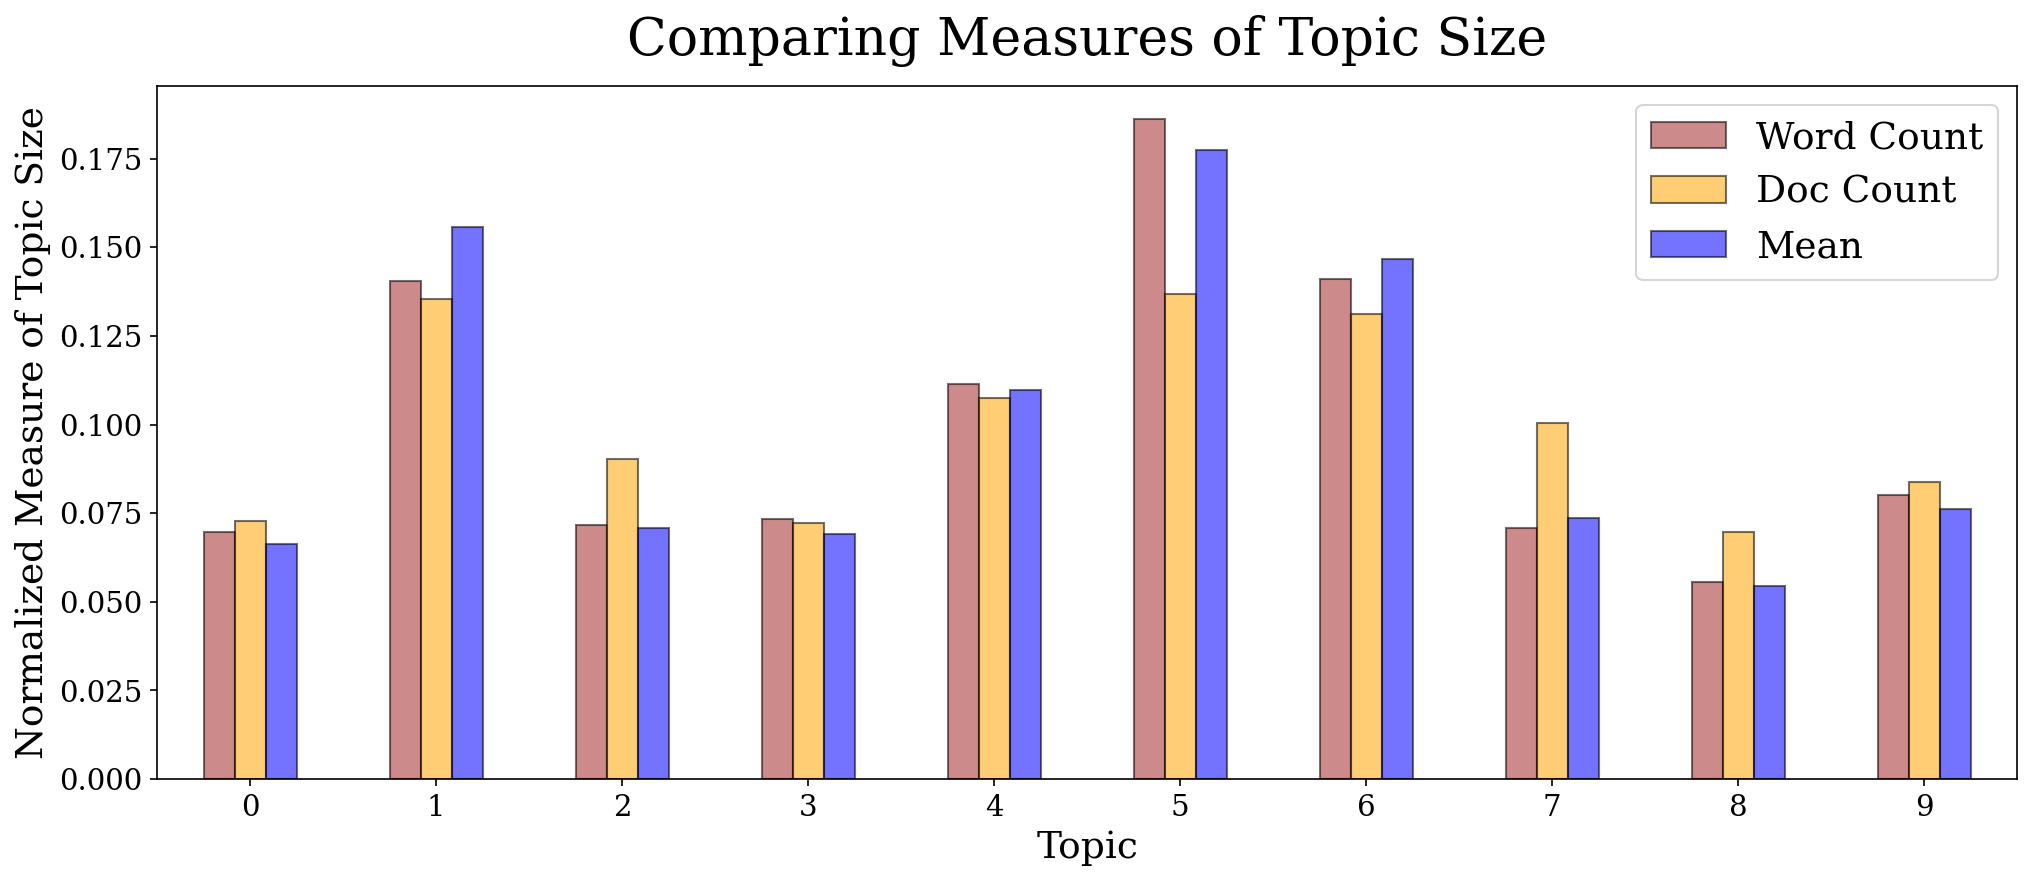 Comparing Measures of Topic Size
Normalized Measure of Topic Size
0.175
0.150
0.125
0.100
0.075
0.050
0.025
0.000
Word Count
Doc Count
Mean
0 1 2 3 4 5 6 7 8 9
Topic